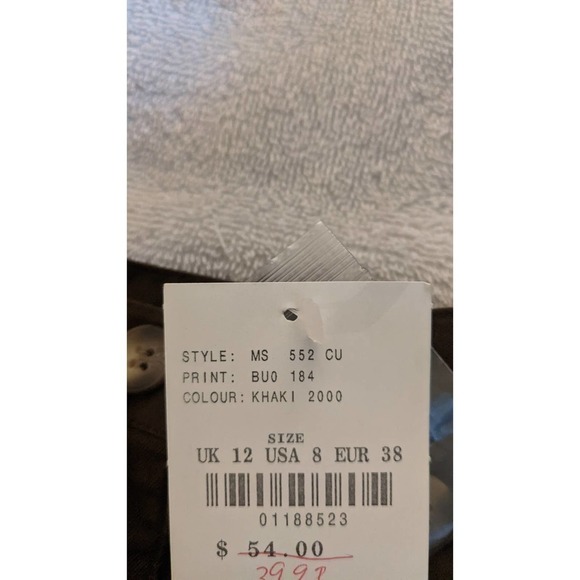 STYLE: MS 552 CU
PRINT: BU0 184
COLOUR: KHAKI 2000
SIZE
UK 12 USA 8 EUR 38
01188523
$ 54.00